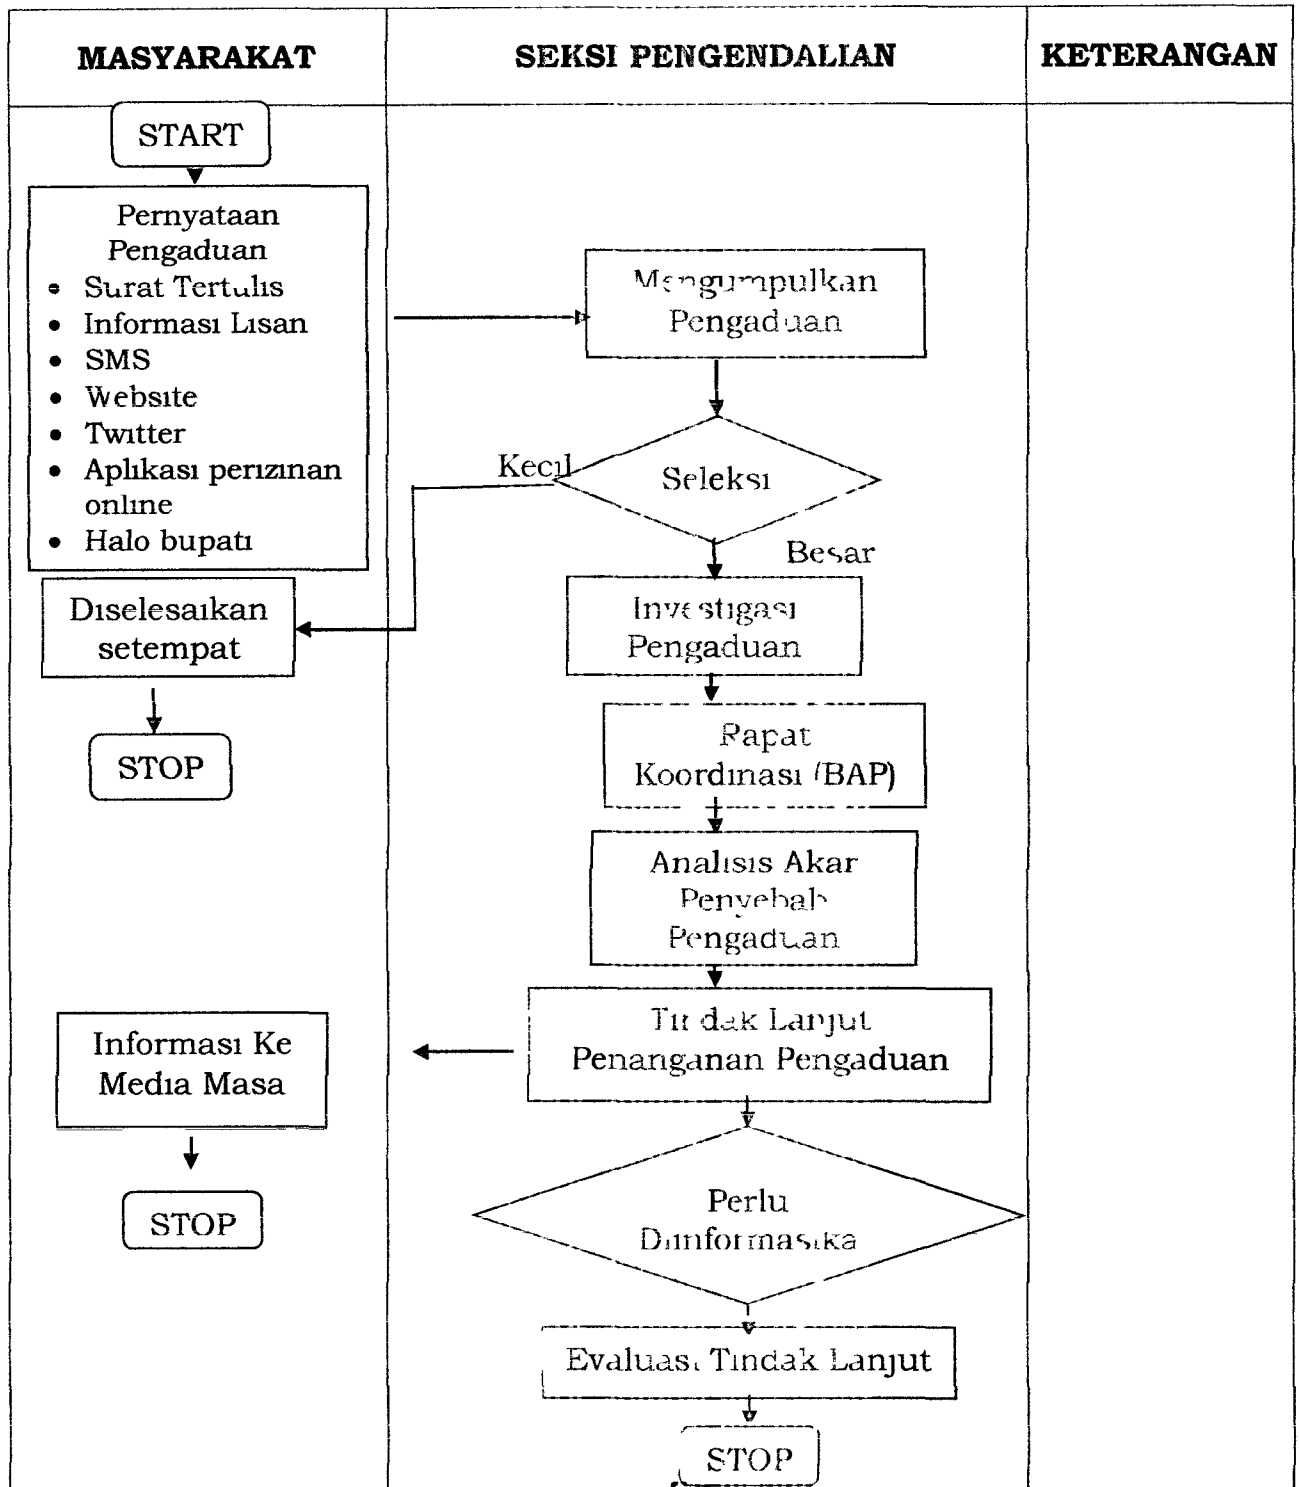 MASYARAKAT
SEKSI PENGENDALIAN
KETERANGAN
START
Pernyataan
Pengaduan
• Surat Tertulis
• Informasi Lisan
• SMS
• Website
• Twitter
• Aplikasi perizinan
online
• Halo bupati
Mengumpulkan
Pengaduan
Kecil
Seleksi
Besar
Diselesaikan
setempat
Investigasi
Pengaduan
STOP
Rapat
Koordinasi (BAP)
Analisis Akar
Penyebab
Pengaduan
Tindak Lanjut
Penanganan Pengaduan
Informasi Ke
Media Masa
STOP
Perlu
Diinformasika
Evaluasi Tindak Lanjut
STOP